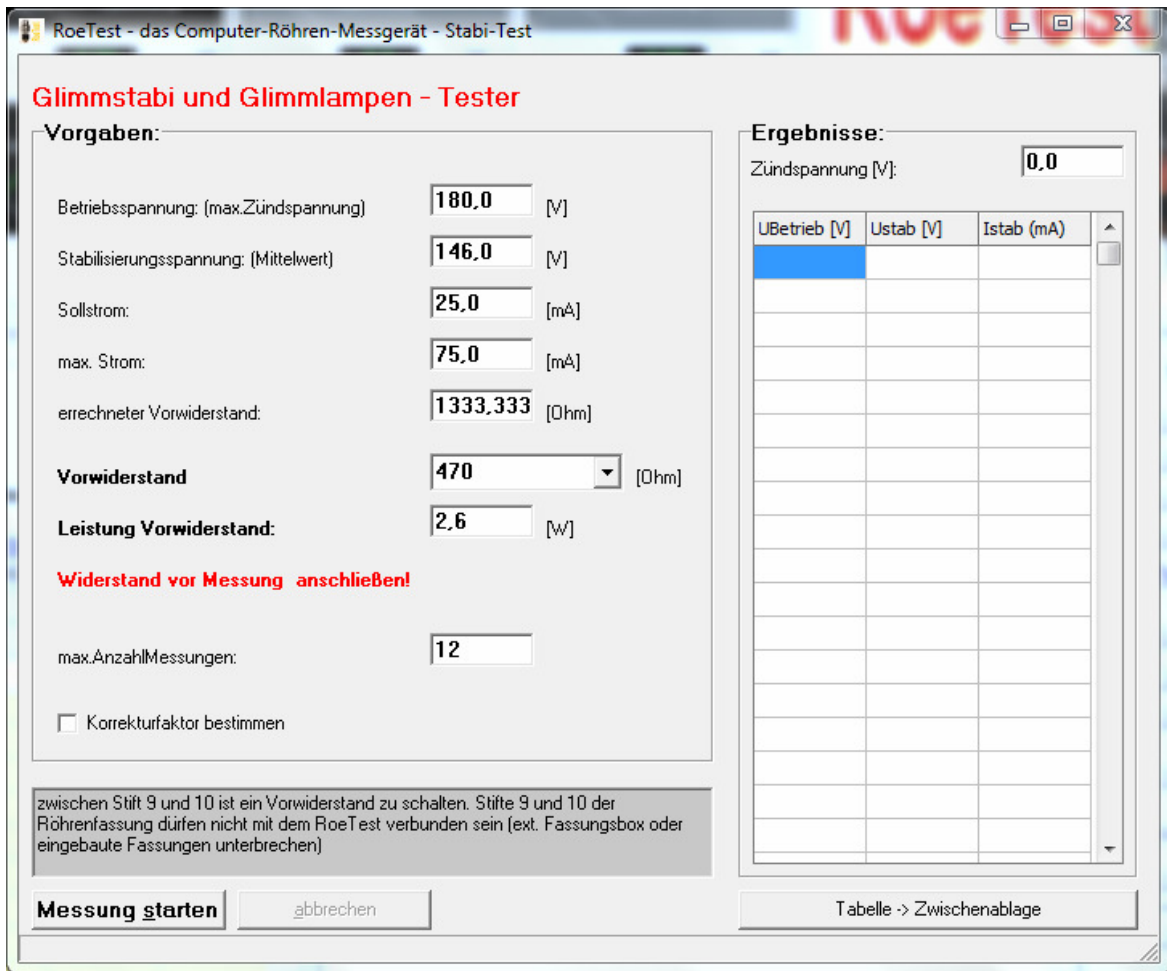 RoeTest
RoeTest - das Computer-Röhren-Messgerät - Stabi-Test
Glimmstabi und Glimmlampen - Tester
Vorgaben:
Betriebsspannung: (max.Zündspannung) 180,0 [V]
Stabilisierungsspannung: (Mittelwert) 146,0 [V]
Sollstrom: 25,0 [mA]
max. Strom: 75,0 [mA]
errechneter Vorwiderstand: 1333,333 [Ohm]
Vorwiderstand 470 [Ohm]
Leistung Vorwiderstand: 2,6 [W]
Widerstand vor Messung anschließen!
max.AnzahlMessungen: 12
Korrekturfaktor bestimmen
zwischen Stift 9 und 10 ist ein Vorwiderstand zu schalten. Stifte 9 und 10 der
Röhrenfassung dürfen nicht mit dem RoeTest verbunden sein (ext. Fassungsbox oder
eingebaute Fassungen unterbrechen)
Messung starten abbrechen
Ergebnisse:
Zündspannung [V]: 0,0
UBetrieb [V] Ustab [V] Istab (mA)
Tabelle -> Zwischenablage